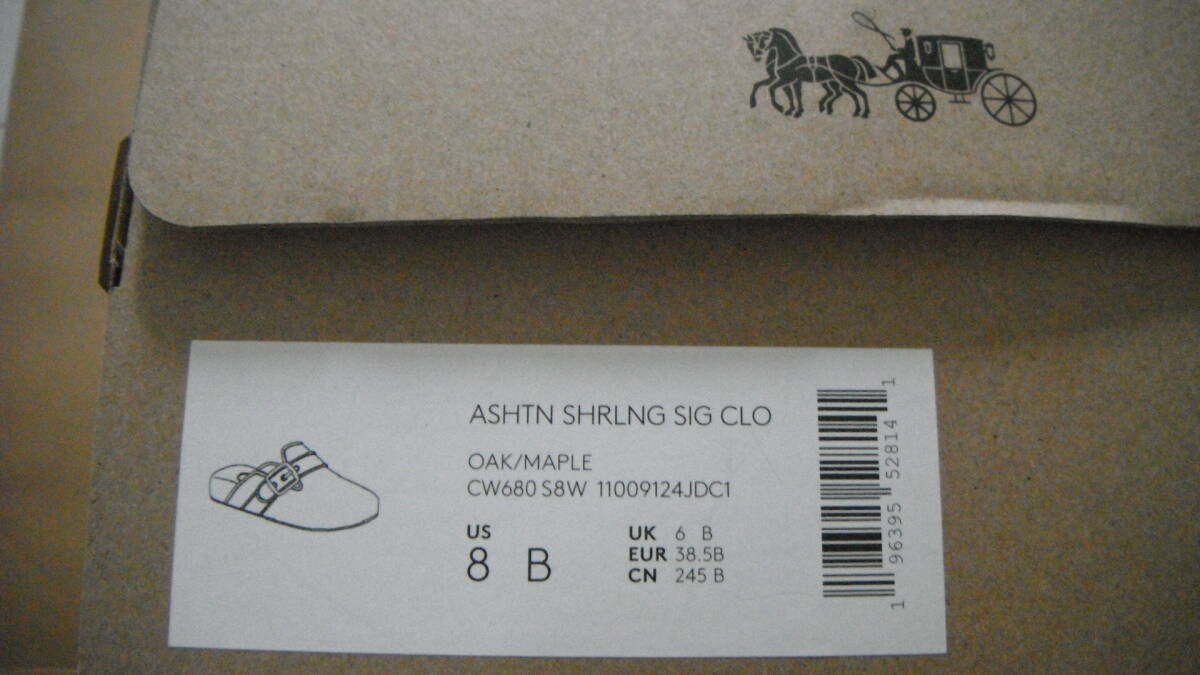 ASHTN SHRLNG SIG CLO
OAK/MAPLE
CW680 S8W 11009124JDC1
US
8 B
UK 6 B
EUR 38.5B
CN 245 B
1 96395 52814 1